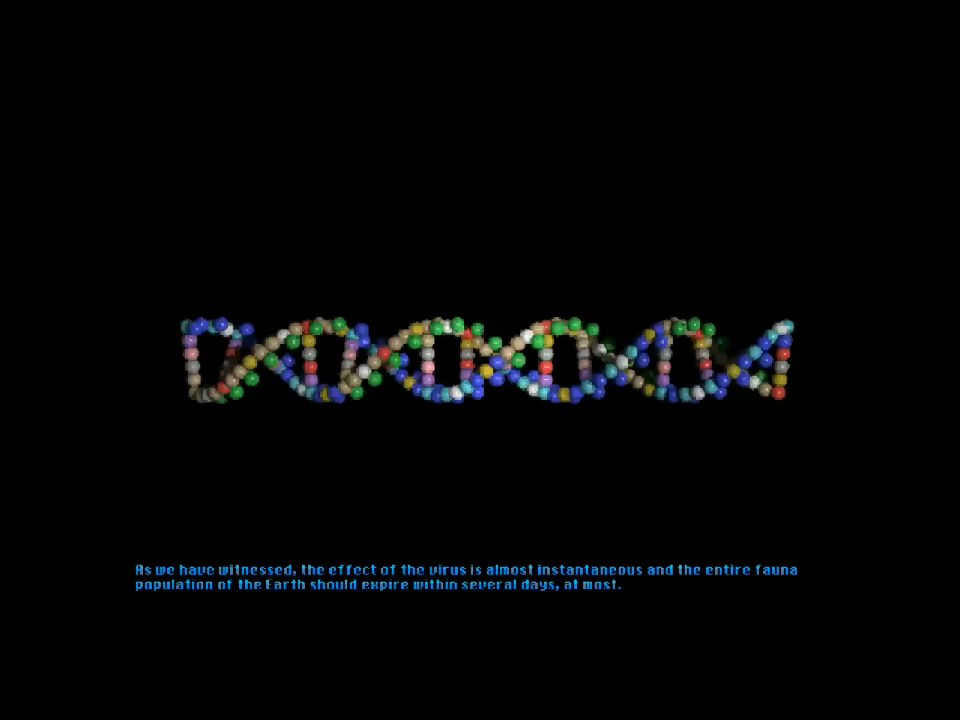 As we have witnessed, the effect of the virus is almost instantaneous and the entire fauna
population of the Earth should expire within several days, at most.